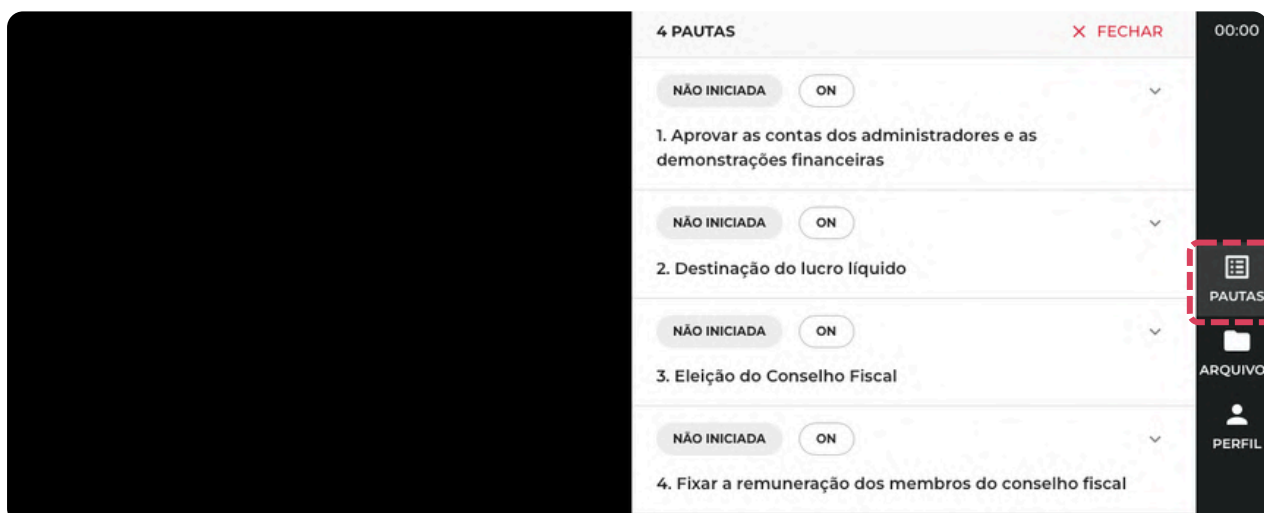 4 PAUTAS
FECHAR
00:00
NÃO INICIADA
ON
1. Aprovar as contas dos administradores e as
demonstrações financeiras
NÃO INICIADA
ON
2. Destinação do lucro líquido
NÃO INICIADA
ON
3. Eleição do Conselho Fiscal
NÃO INICIADA
ON
4. Fixar a remuneração dos membros do conselho fiscal
PAUTAS
ARQUIVO
PERFIL